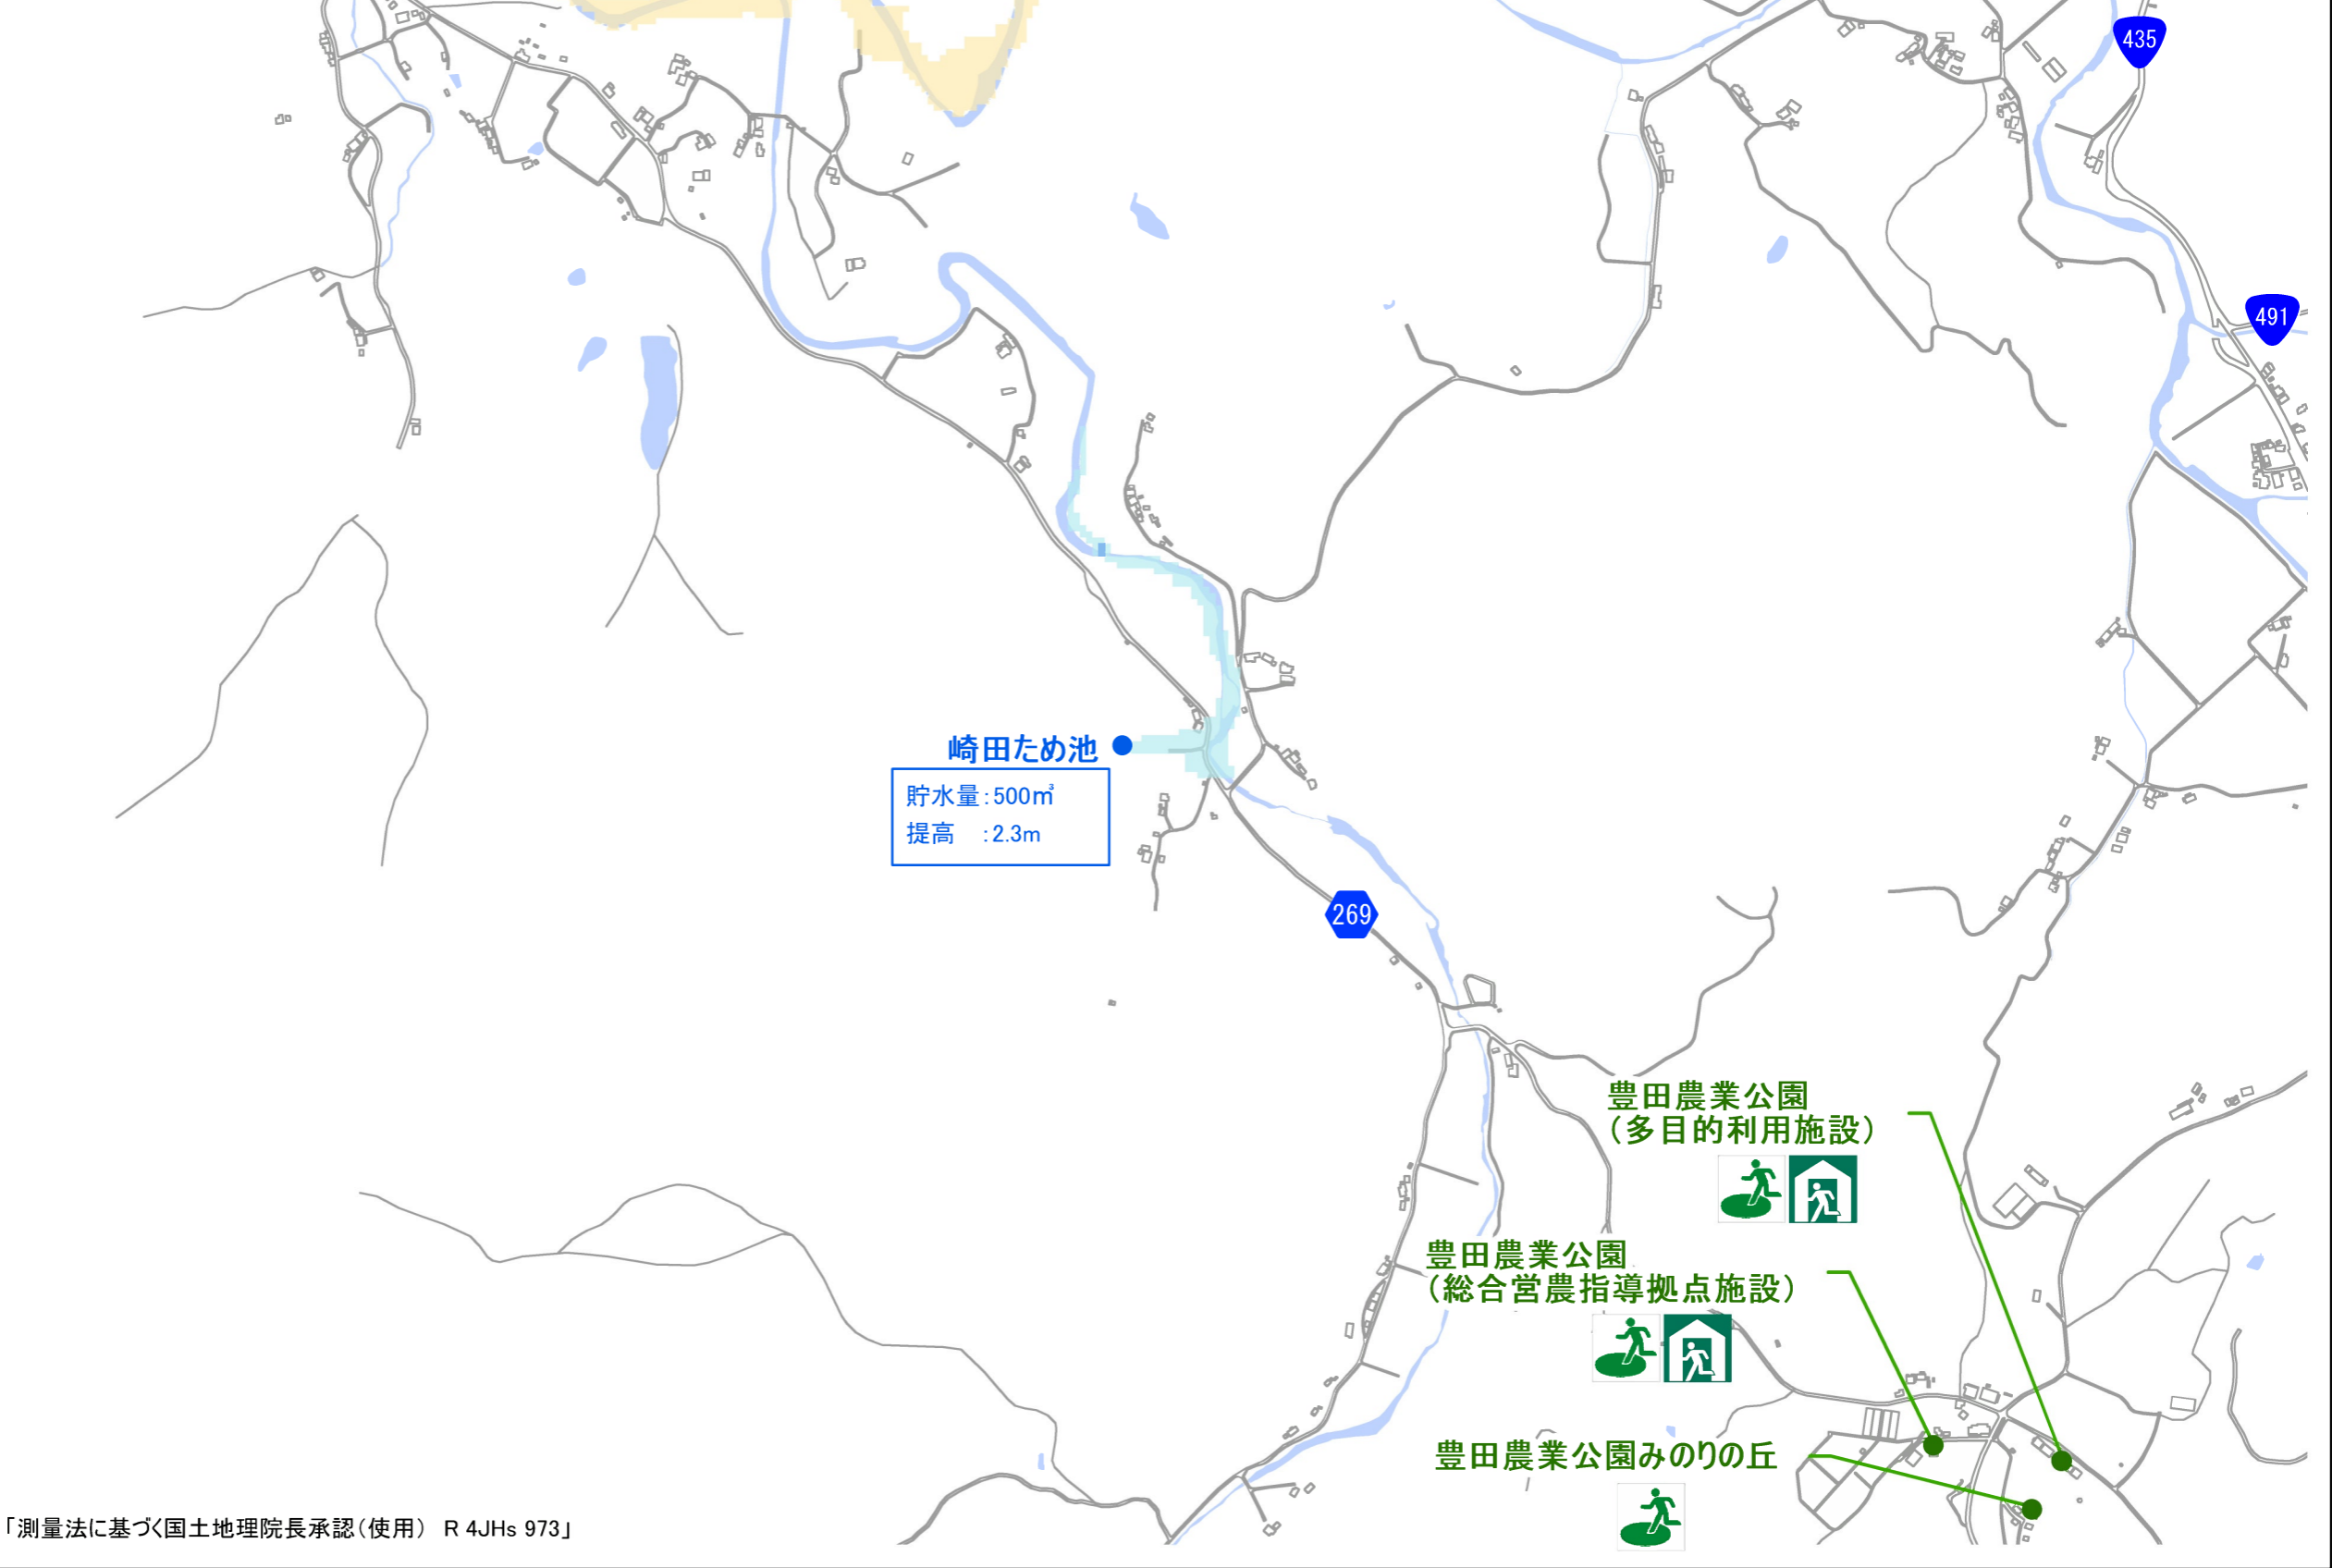 435
491
崎田ため池
貯水量：500㎥
提高　：2.3m
269
豊田農業公園
（多目的利用施設）
豊田農業公園
（総合営農指導拠点施設）
豊田農業公園みのりの丘
「測量法に基づく国土地理院長承認（使用）　R 4JHs 973」